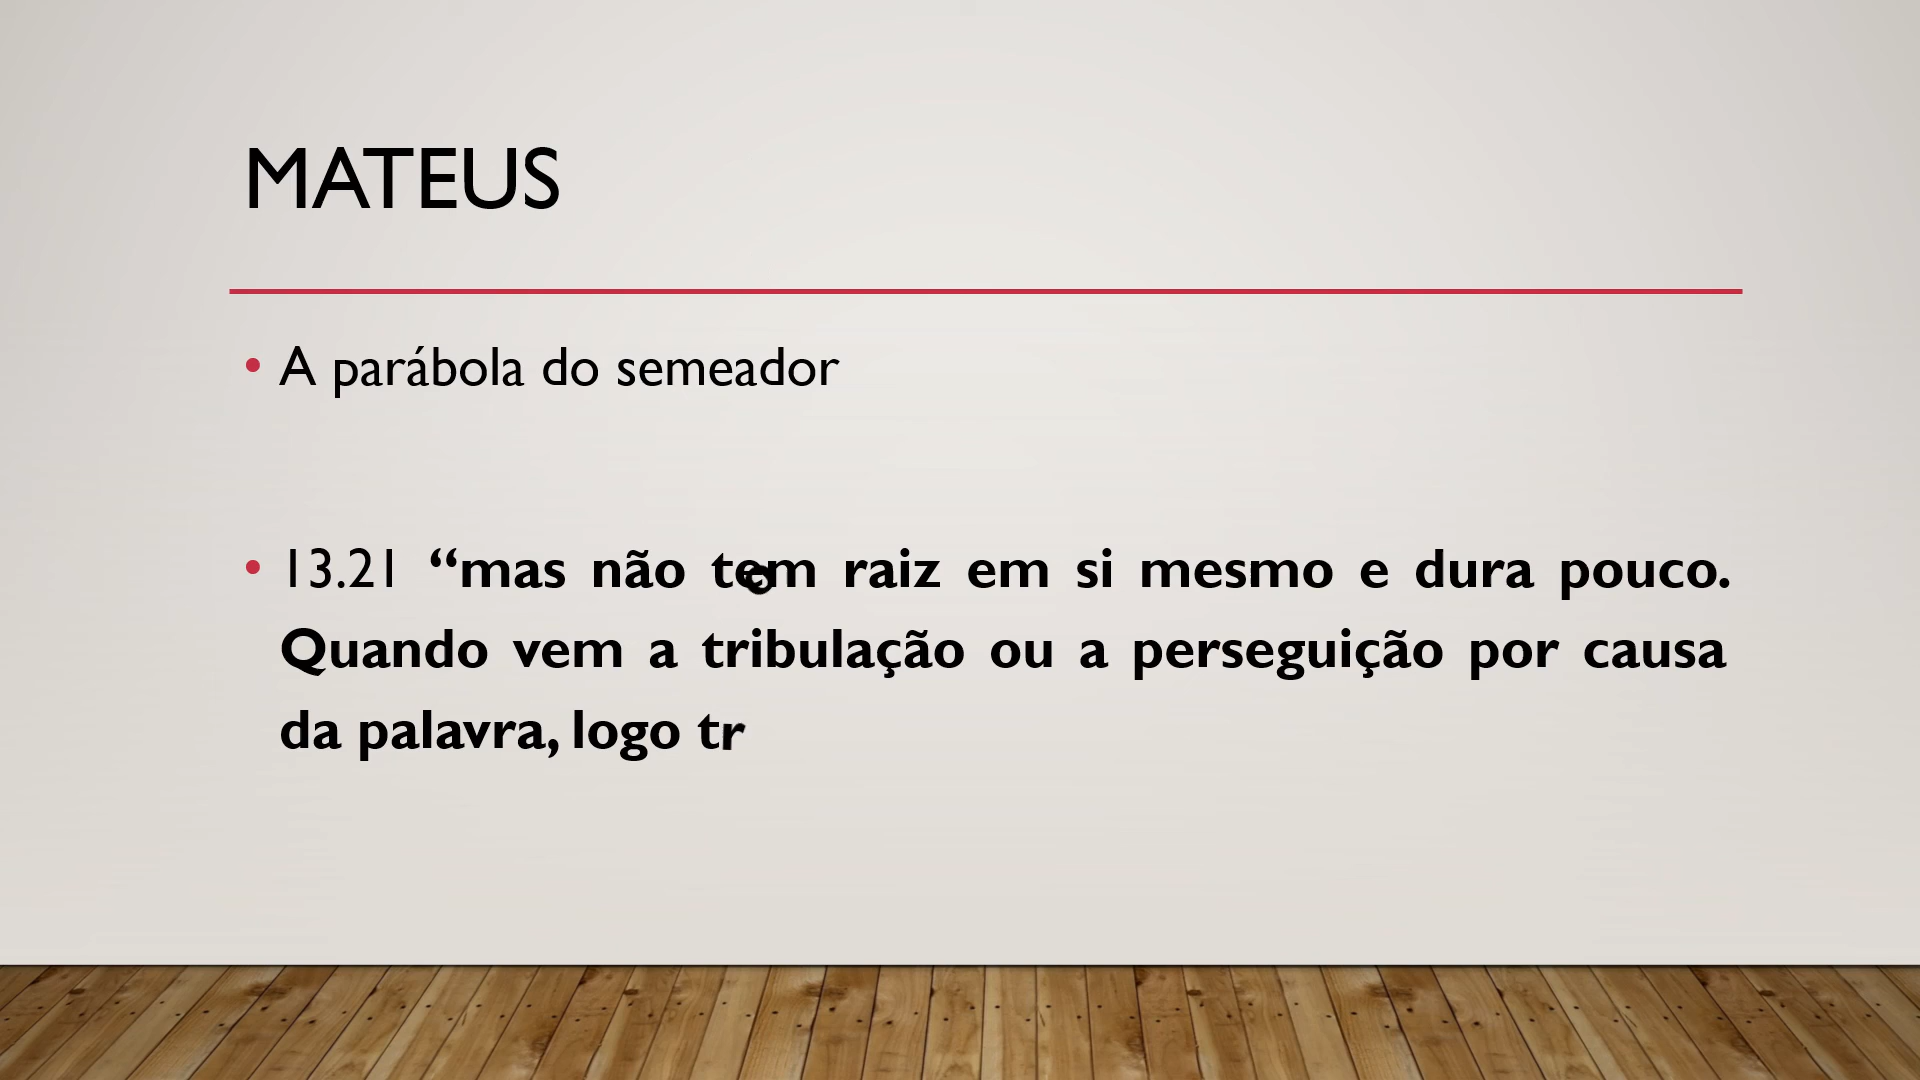 MATEUS
• A parábola do semeador
• 13.21 “mas não tem raiz em si mesmo e dura pouco.
Quando vem a tribulação ou a perseguição por causa
da palavra, logo tr